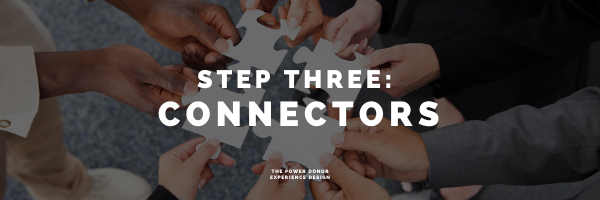 STEP THREE:
CONNECTORS
THE POWER DONOR
EXPERIENCE DESIGN